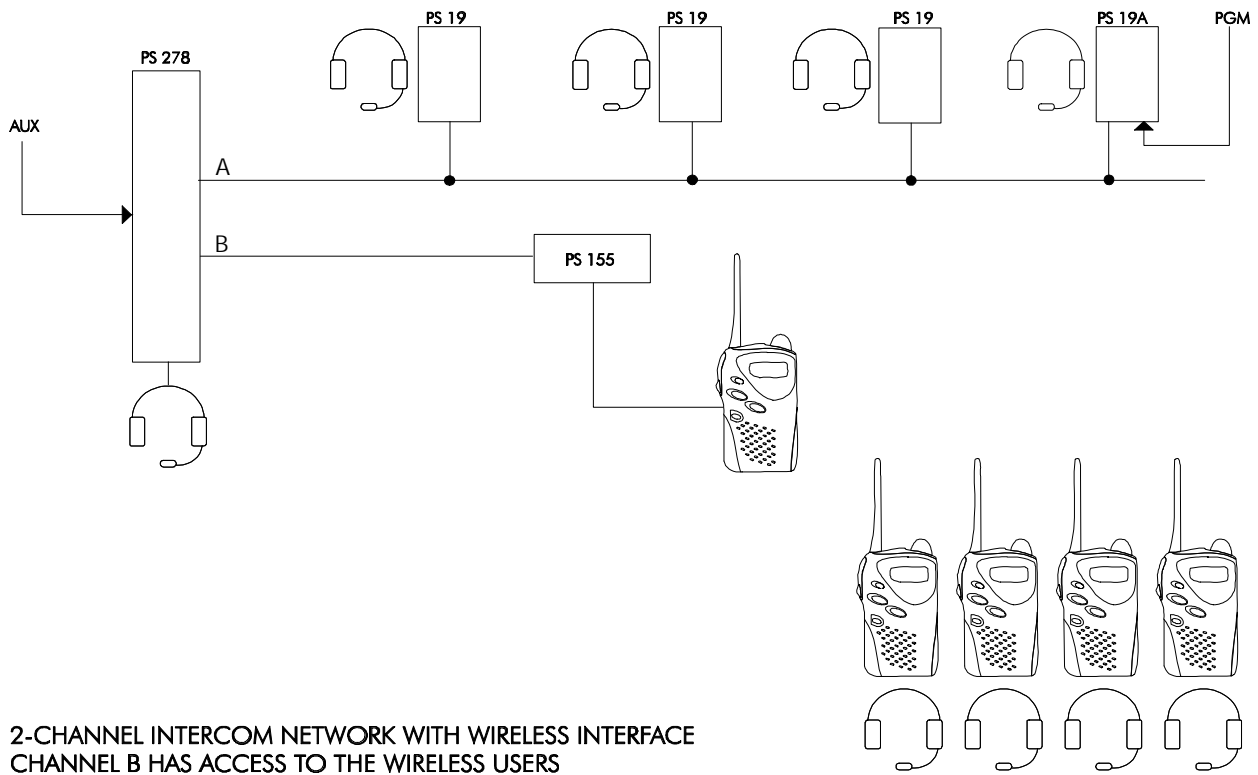 PS 19
PS 19
PS 19
PS 19A
PGM
PS 278
AUX
A
B
PS 155
2-CHANNEL INTERCOM NETWORK WITH WIRELESS INTERFACE
CHANNEL B HAS ACCESS TO THE WIRELESS USERS